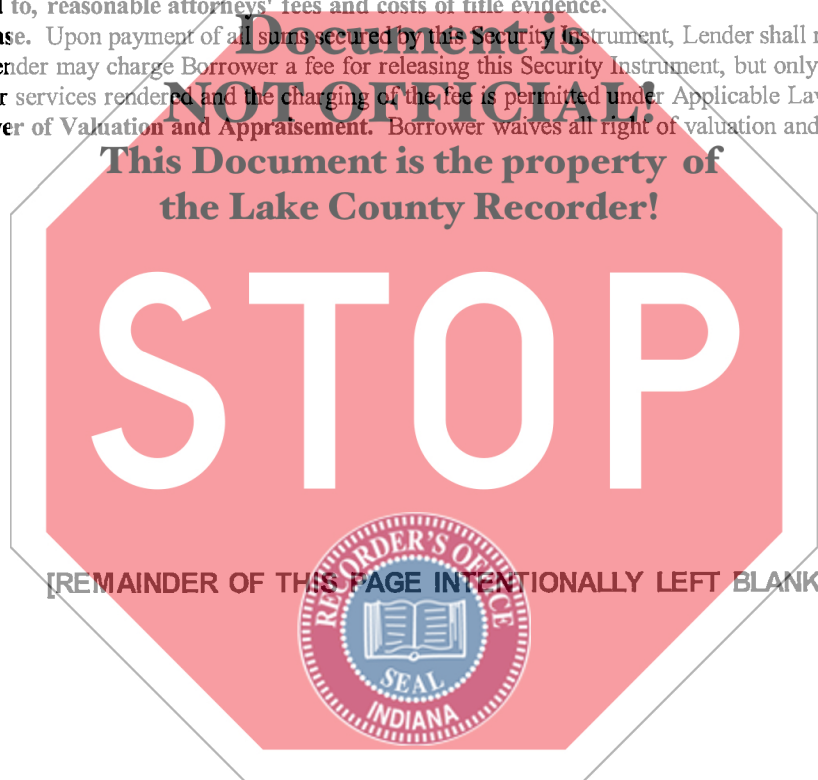 to, reasonable attorneys' fees and costs of title evidence.
Document is
se. Upon payment of all sums secured by this Security Instrument, Lender shall
nder may charge Borrower a fee for releasing this Security Instrument, but only
NOT OFFICIAL!
r services rendered and the charging of the fee is permitted under Applicable Law
er of Valuation and Appraisement. Borrower waives all right of valuation and
This Document is the property of
the Lake County Recorder!
STOP
[REMAINDER OF THIS PAGE INTENTIONALLY LEFT BLANK
RECORDER'S OFFICE
SEAL
INDIANA